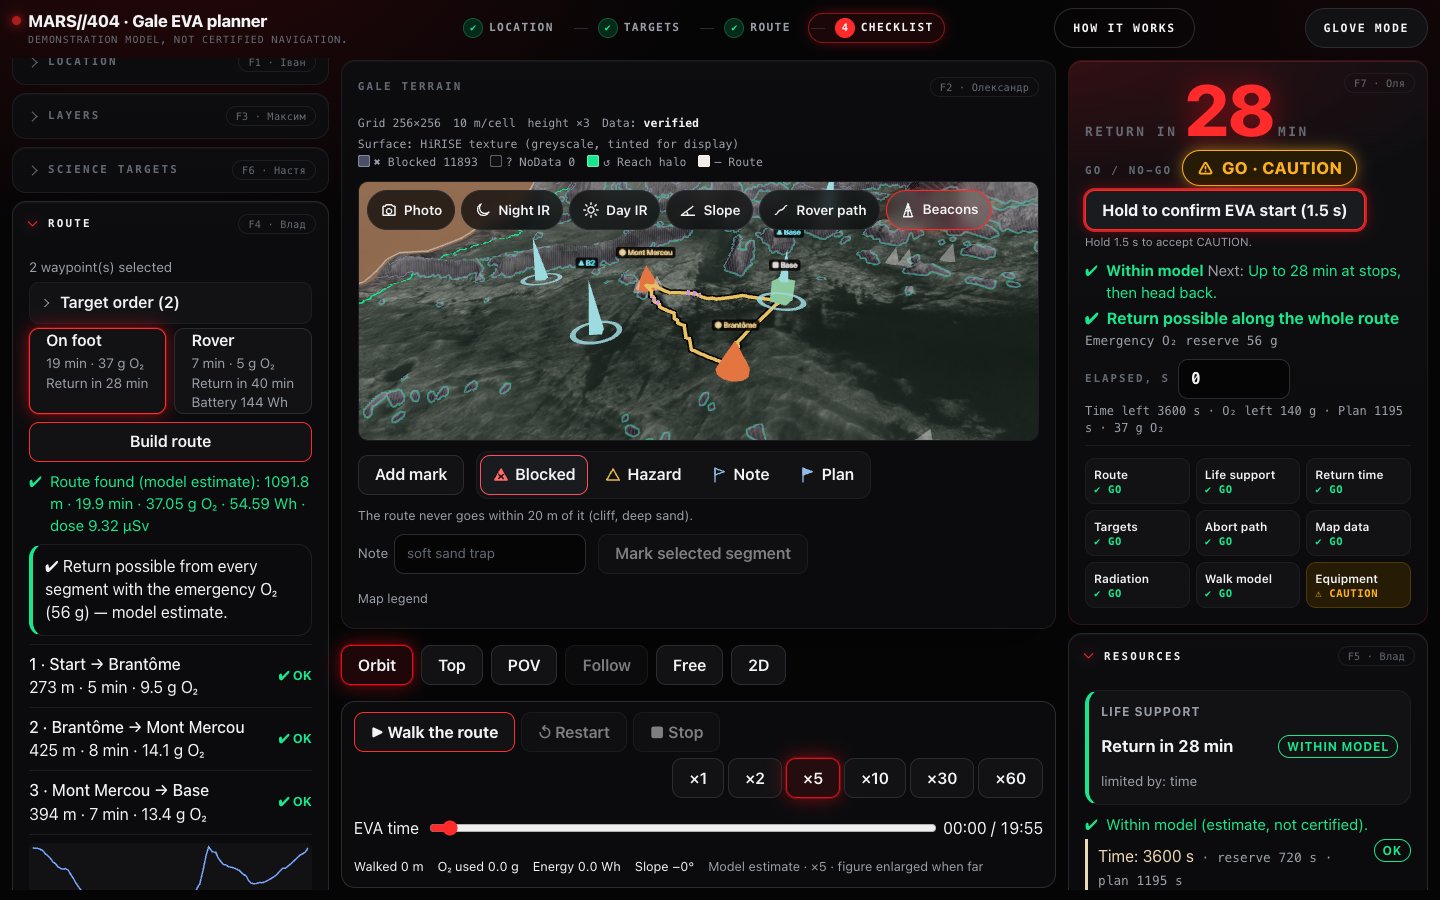 MARS//404 · Gale EVA planner
DEMONSTRATION MODEL, NOT CERTIFIED NAVIGATION.
✔ LOCATION
✔ TARGETS
✔ ROUTE
4 CHECKLIST
HOW IT WORKS
GLOVE MODE
LOCATION
F1 · Іван
LAYERS
F3 · Максим
SCIENCE TARGETS
F6 · Настя
ROUTE
F4 · Влад
2 waypoint(s) selected
Target order (2)
On foot
19 min · 37 g O₂
Return in 28 min
Rover
7 min · 5 g O₂
Return in 40 min
Battery 144 Wh
Build route
✔ Route found (model estimate): 1091.8
m · 19.9 min · 37.05 g O₂ · 54.59 Wh ·
dose 9.32 µSv
✔ Return possible from every
segment with the emergency O₂
(56 g) — model estimate.
1 · Start → Brantôme
273 m · 5 min · 9.5 g O₂
✔ OK
2 · Brantôme → Mont Mercou
425 m · 8 min · 14.1 g O₂
✔ OK
3 · Mont Mercou → Base
394 m · 7 min · 13.4 g O₂
✔ OK
GALE TERRAIN
F2 · Олександр
Grid 256×256 10 m/cell height ×3 Data: verified
Surface: HiRISE texture (greyscale, tinted for display)
✖ Blocked 11893 ? NoData 0 ↺ Reach halo — Route
Photo
Night IR
Day IR
Slope
Rover path
Beacons
▲ Base
Mont Mercou
▲ B2
Base
Brantôme
Add mark
Blocked
Hazard
Note
Plan
The route never goes within 20 m of it (cliff, deep sand).
Note
soft sand trap
Mark selected segment
Map legend
Orbit
Top
POV
Follow
Free
2D
▶ Walk the route
↺ Restart
■ Stop
×1
×2
×5
×10
×30
×60
EVA time
00:00 / 19:55
Walked 0 m O₂ used 0.0 g Energy 0.0 Wh Slope −0° Model estimate · ×5 · figure enlarged when far
F7 · Оля
RETURN IN 28 MIN
GO / NO-GO
⚠ GO · CAUTION
Hold to confirm EVA start (1.5 s)
Hold 1.5 s to accept CAUTION.
✔ Within model Next: Up to 28 min at stops,
then head back.
✔ Return possible along the whole route
Emergency O₂ reserve 56 g
ELAPSED, S
0
Time left 3600 s · O₂ left 140 g · Plan 1195
s · 37 g O₂
Route
✔ GO
Life support
✔ GO
Return time
✔ GO
Targets
✔ GO
Abort path
✔ GO
Map data
✔ GO
Radiation
✔ GO
Walk model
✔ GO
Equipment
⚠ CAUTION
RESOURCES
F5 · Влад
LIFE SUPPORT
Return in 28 min
WITHIN MODEL
limited by: time
✔ Within model (estimate, not certified).
Time: 3600 s · reserve 720 s ·
plan 1195 s
OK